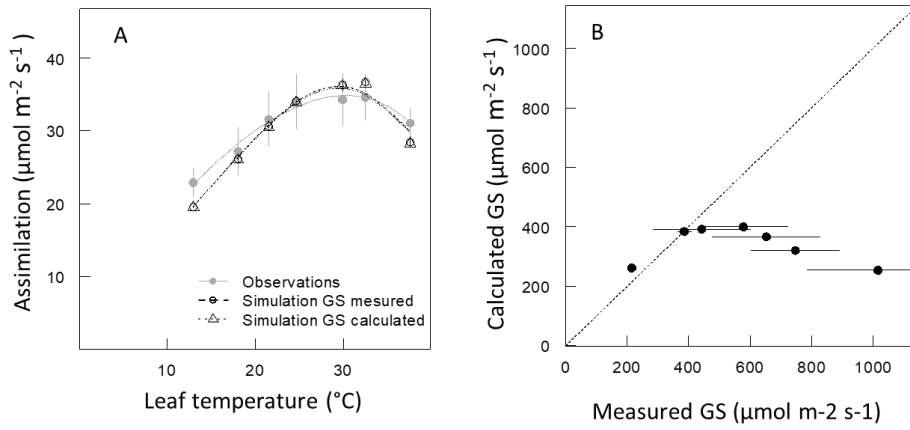 A
Assimilation (µmol m⁻² s⁻¹)
40
30
20
10
Observations
Simulation GS mesured
Simulation GS calculated
10
20
30
40
Leaf temperature (°C)
B
Calculated GS (µmol m⁻² s⁻¹)
1000
800
600
400
200
0
0
200
400
600
800
1000
Measured GS (µmol m-2 s-1)